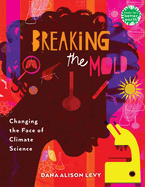 BREAKING
the
MOLD
Changing
the Face of
Climate
Science
DANA ALISON LEVY